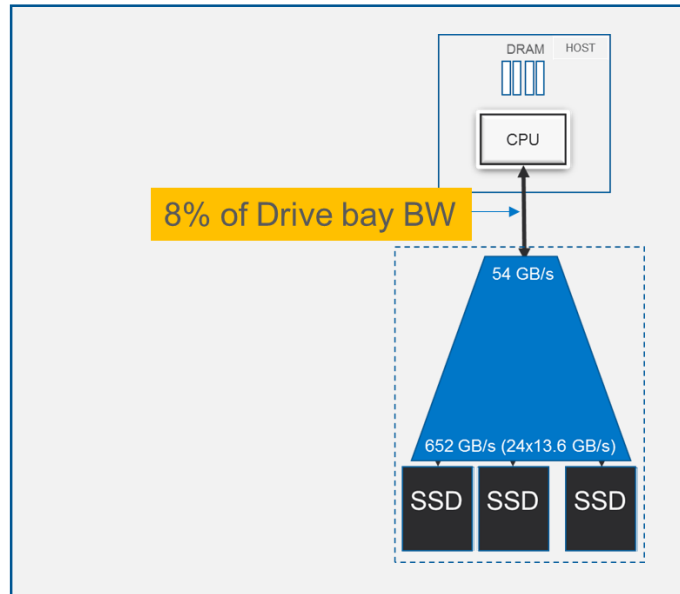 DRAM
HOST
CPU
8% of Drive bay BW
54 GB/s
652 GB/s (24x13.6 GB/s)
SSD
SSD
SSD